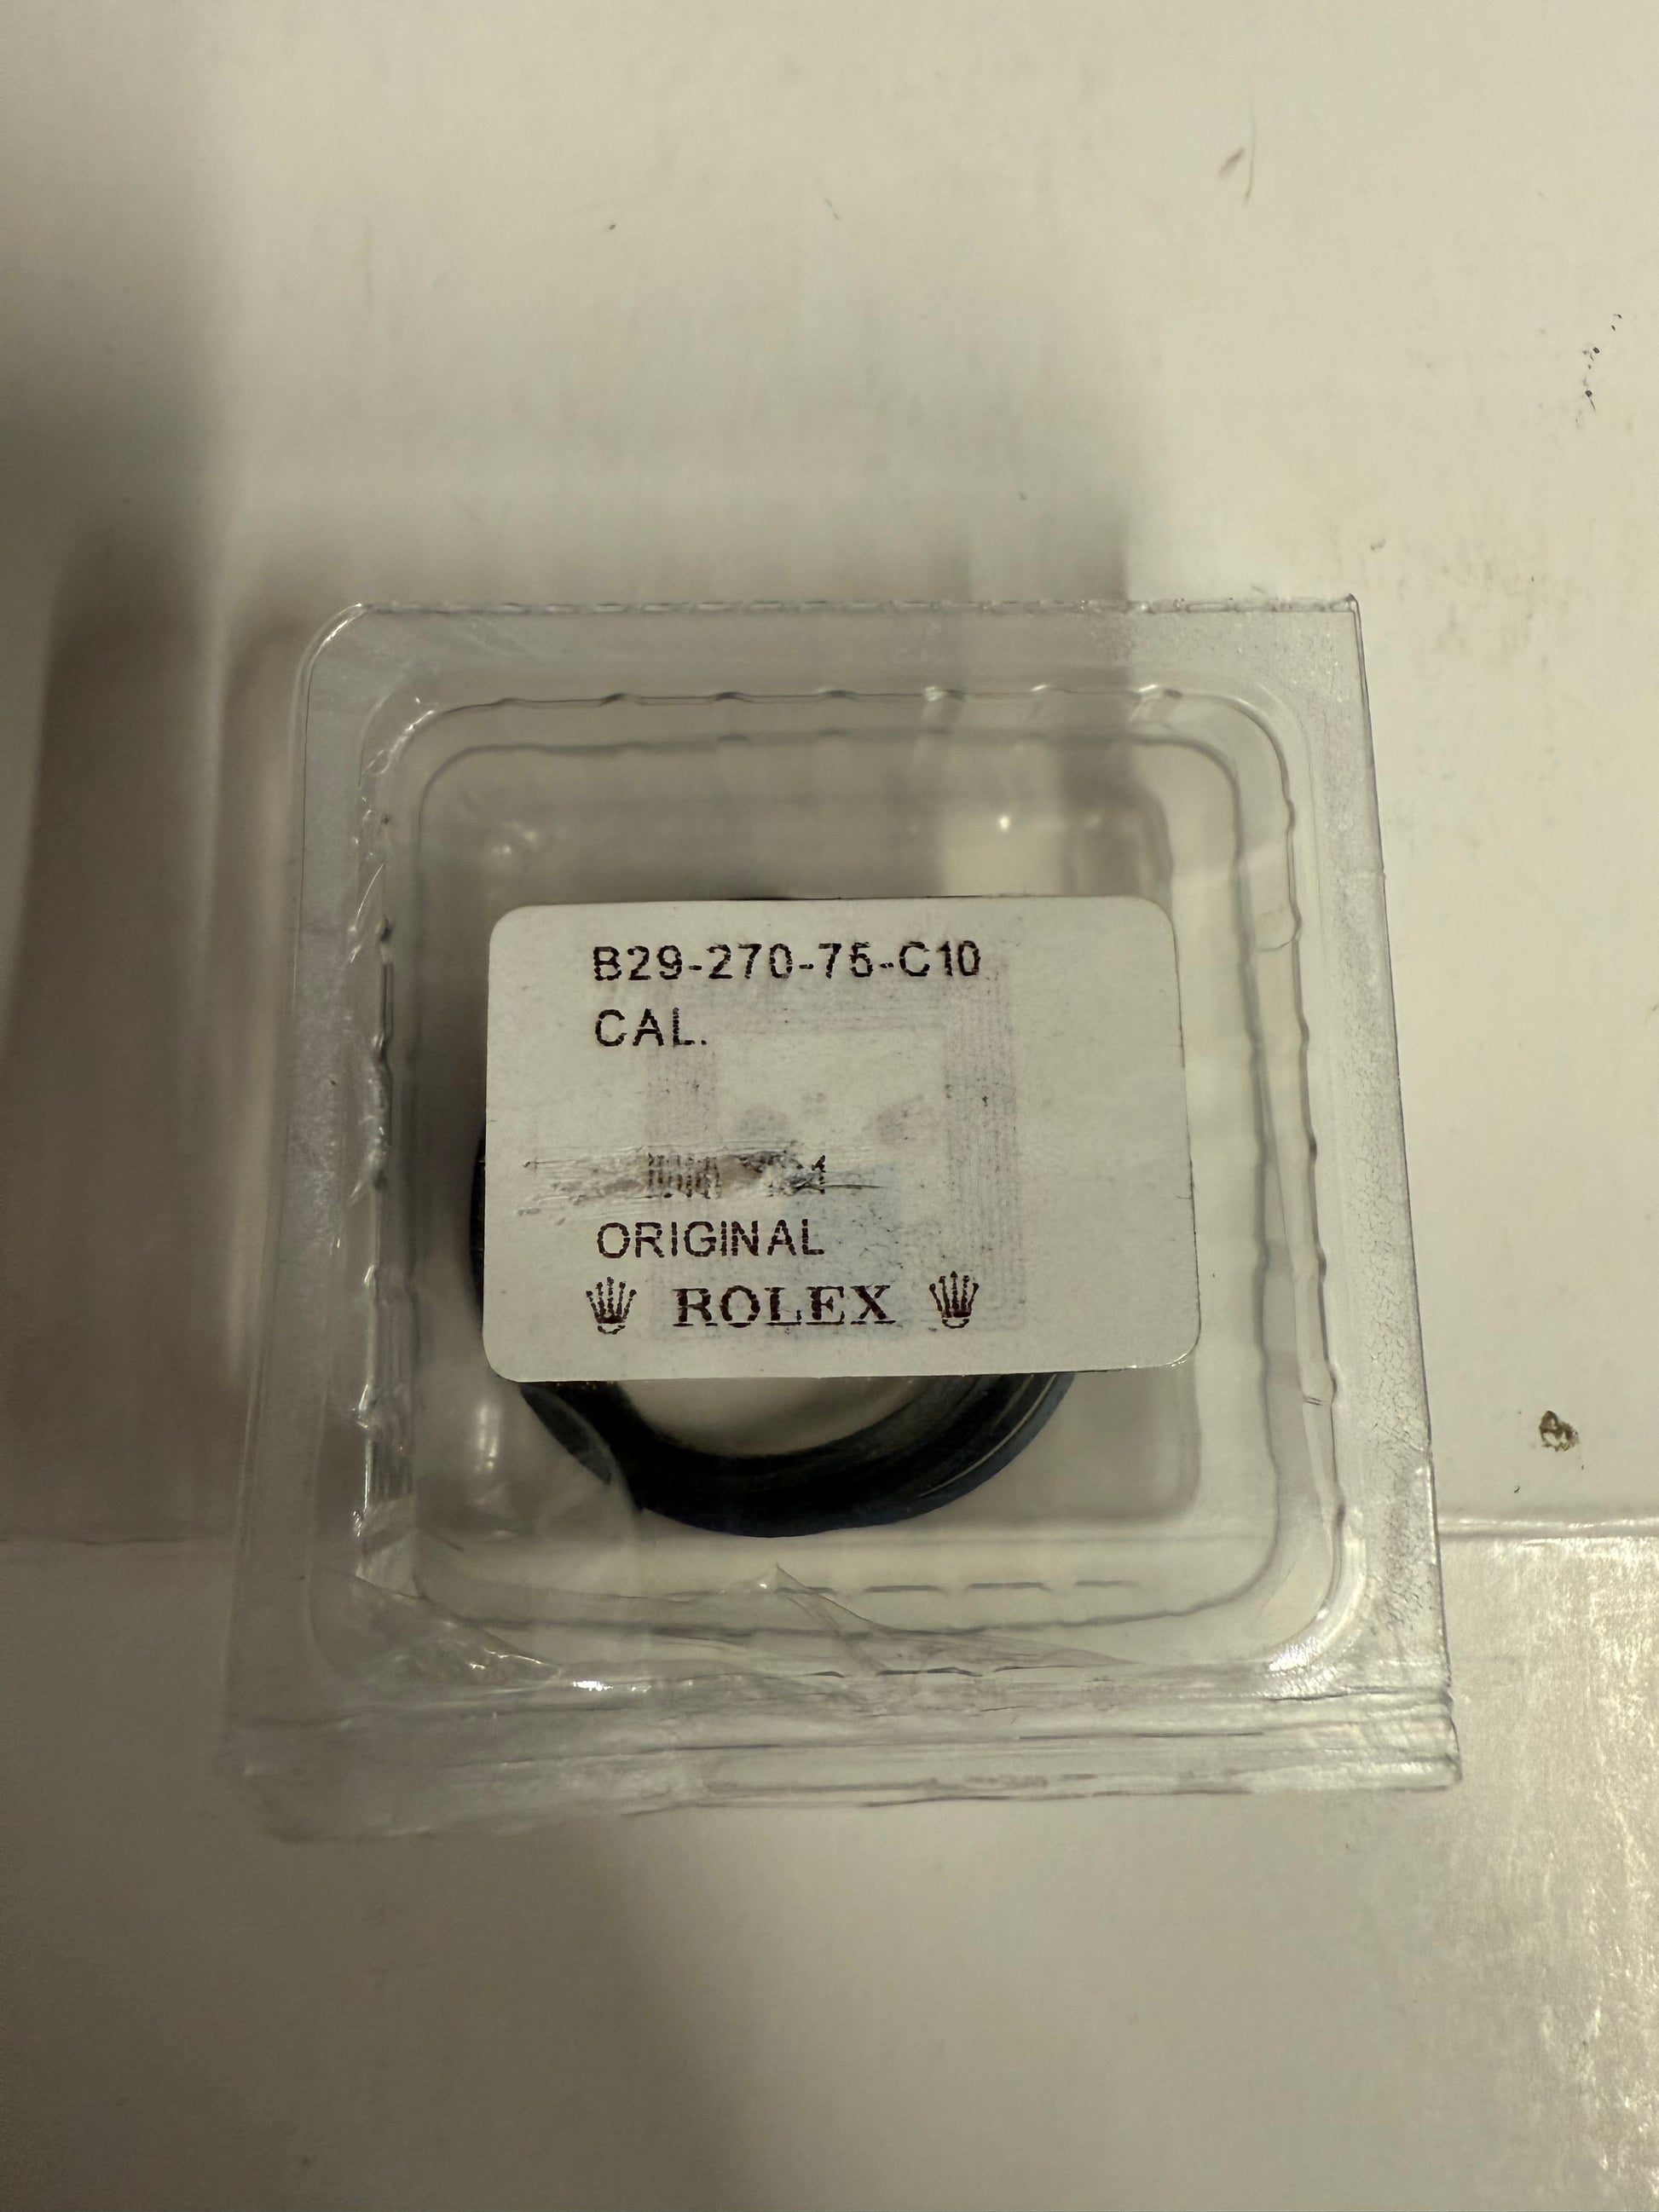 B29-270-75-C10
CAL.
ORIGINAL
ROLEX